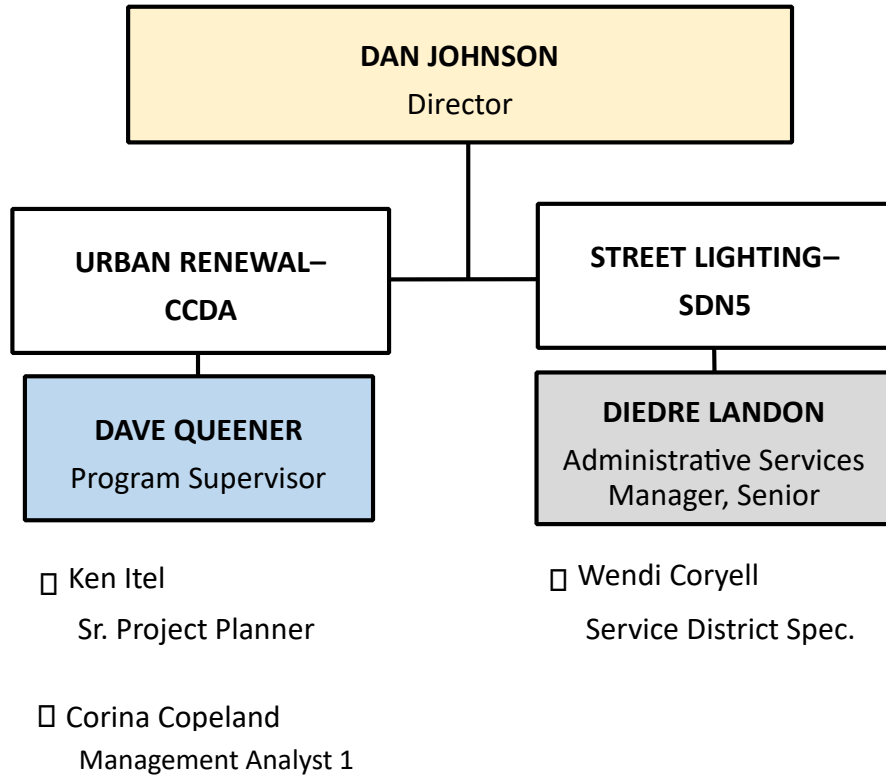 DAN JOHNSON
Director
URBAN RENEWAL–
CCDA
STREET LIGHTING–
SDN5
DAVE QUEENER
Program Supervisor
DIEDRE LANDON
Administrative Services
Manager, Senior
Ken Itel
Sr. Project Planner
Corina Copeland
Management Analyst 1
Wendi Coryell
Service District Spec.